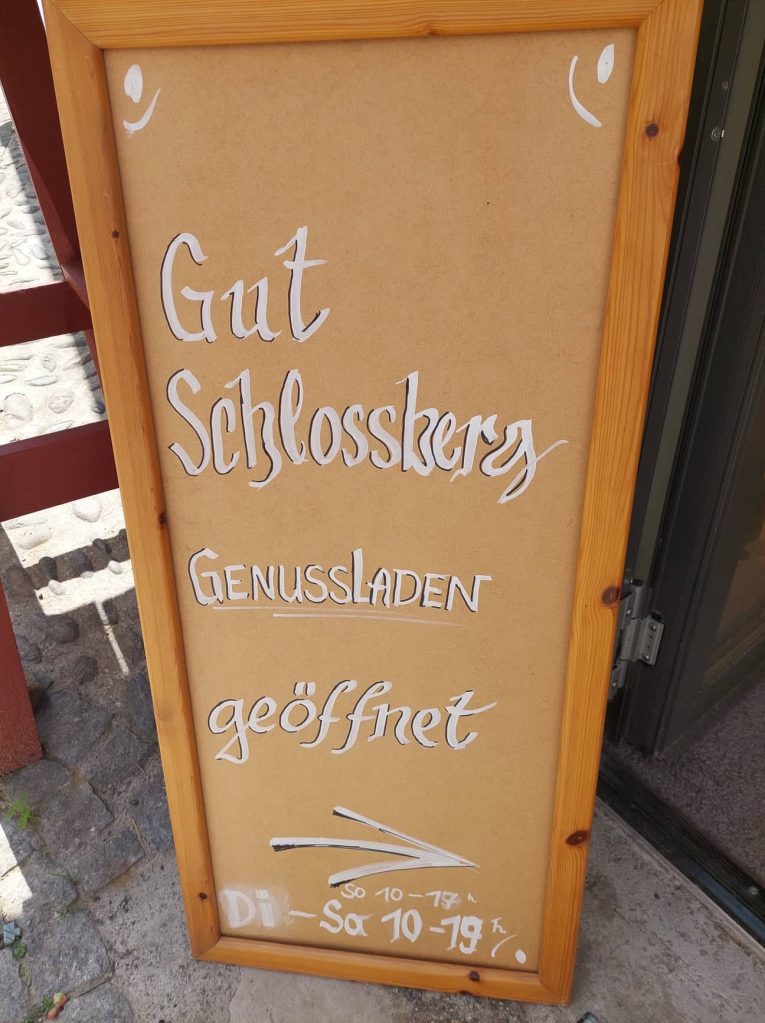 Gut
Schlossberg
GENUSSLADEN
geöffnet
So 10-17 h
Di - Sa 10-19 h